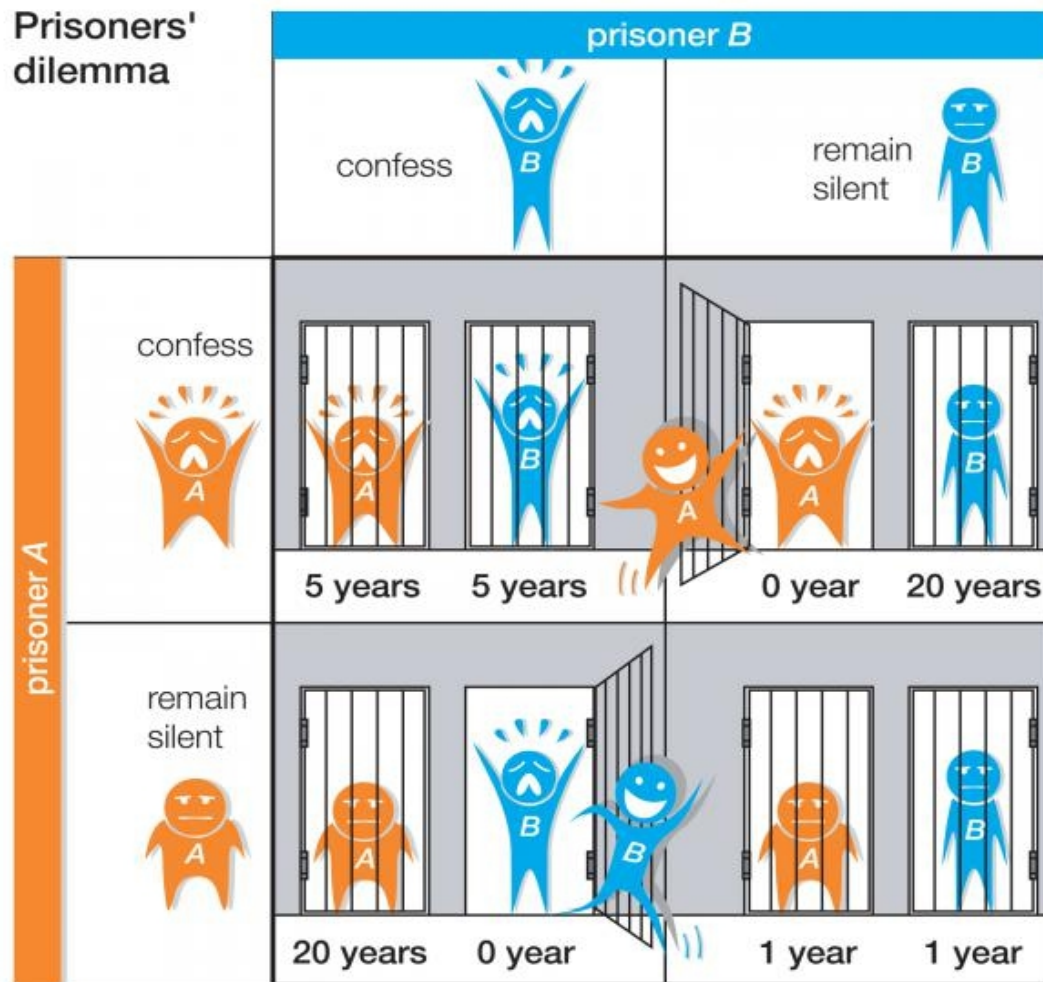 Prisoners'
dilemma
prisoner B
confess
B
remain
silent
B
prisoner A
confess
A
A
B
A
A
B
5 years
5 years
0 year
20 years
remain
silent
A
A
B
B
A
B
20 years
0 year
1 year
1 year